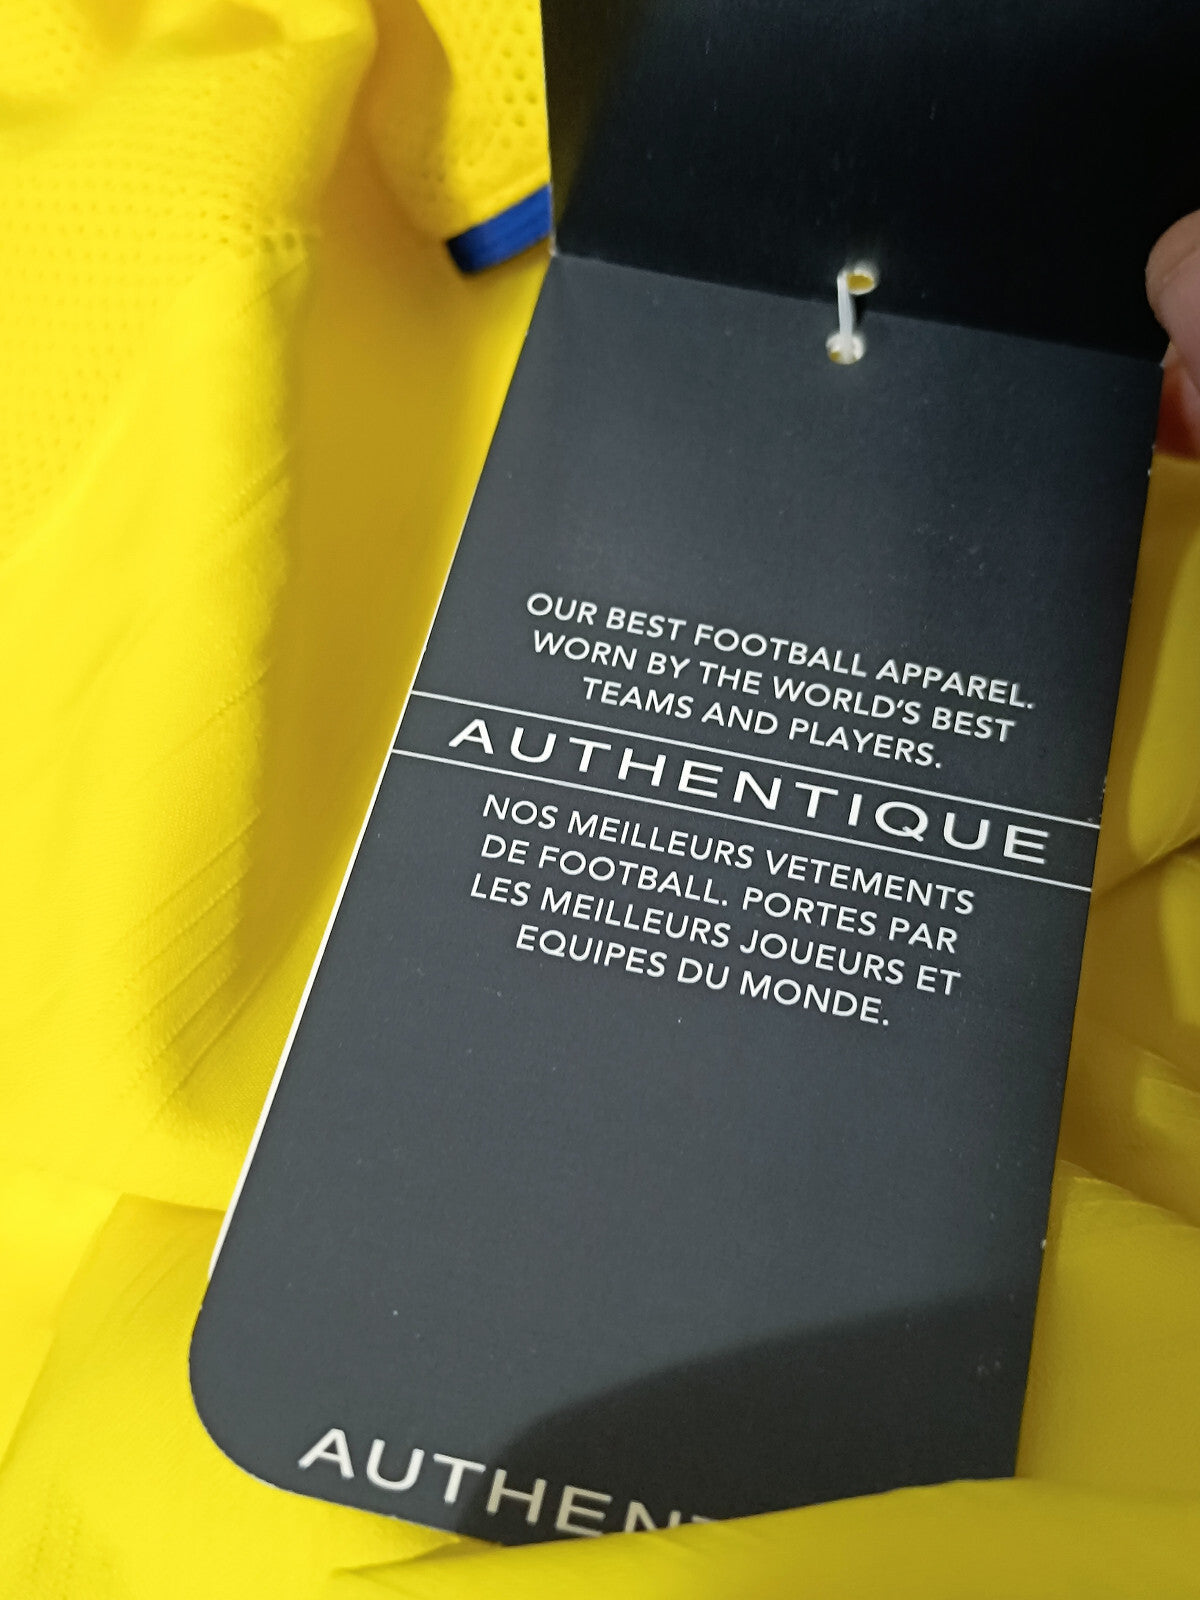 OUR BEST FOOTBALL APPAREL.
WORN BY THE WORLD'S BEST
TEAMS AND PLAYERS.
AUTHENTIQUE
NOS MEILLEURS VETEMENTS
DE FOOTBALL. PORTES PAR
LES MEILLEURS JOUEURS ET
EQUIPES DU MONDE.